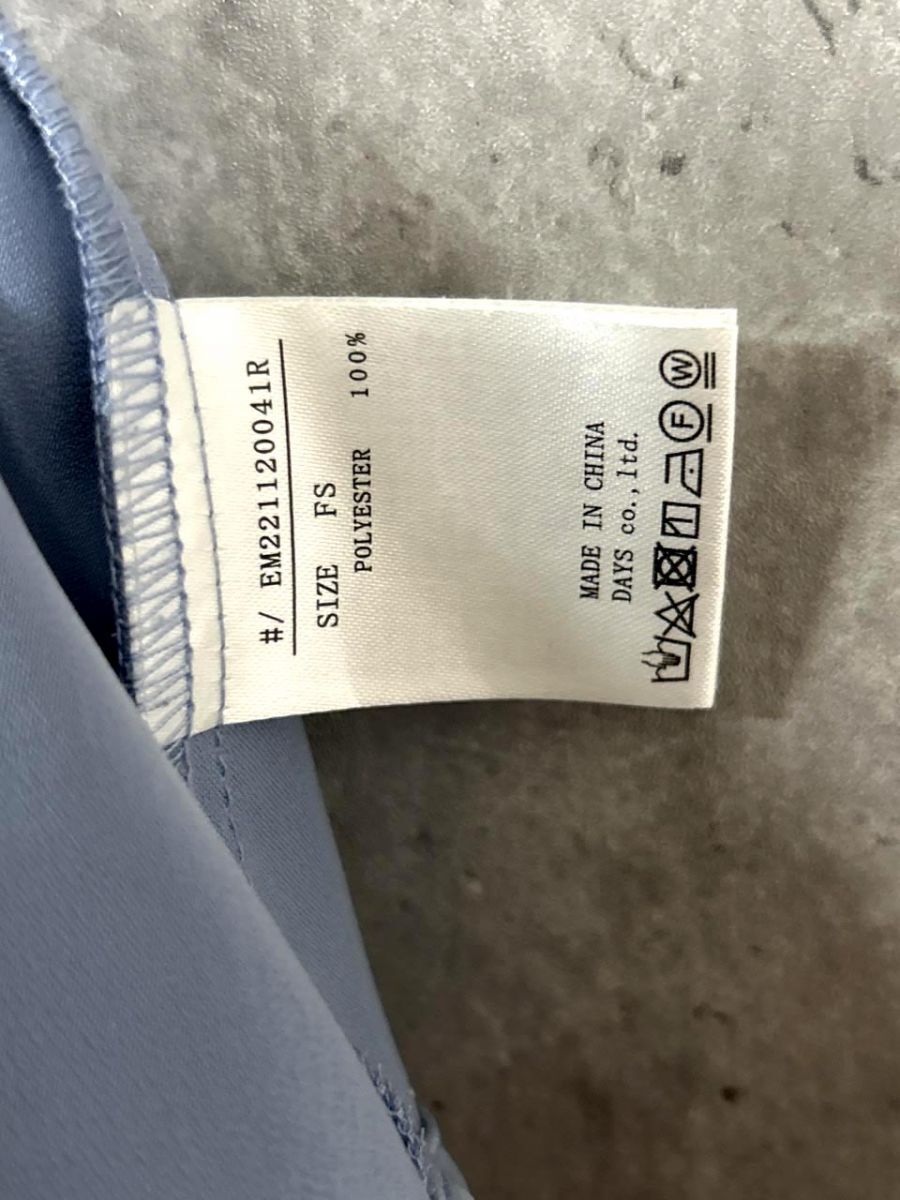 #/ EM221120041R
SIZE FS
POLYESTER 100%
MADE IN CHINA
DAYS co.,ltd.
F W